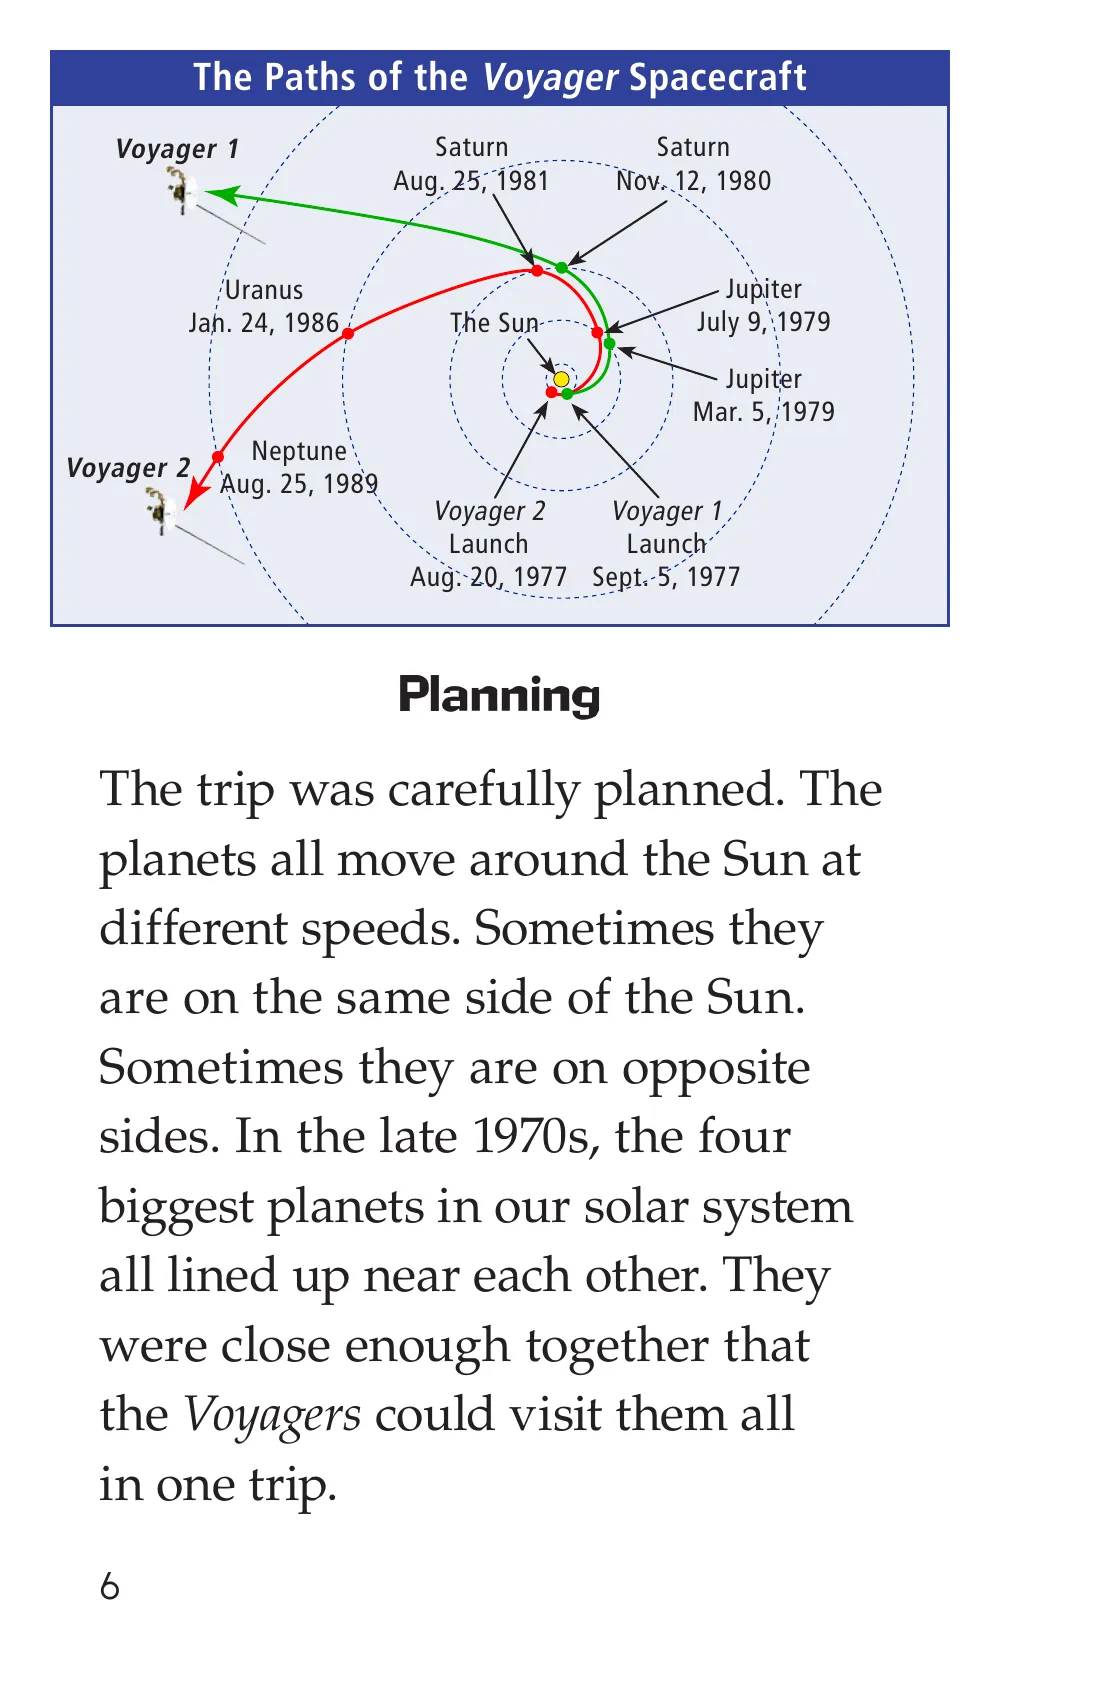 The Paths of the Voyager Spacecraft
Voyager 1
Saturn
Aug. 25, 1981
Saturn
Nov. 12, 1980
Uranus
Jan. 24, 1986
The Sun
Jupiter
July 9, 1979
Jupiter
Mar. 5, 1979
Neptune
Aug. 25, 1989
Voyager 2
Voyager 2
Launch
Aug. 20, 1977
Voyager 1
Launch
Sept. 5, 1977
Planning
The trip was carefully planned. The
planets all move around the Sun at
different speeds. Sometimes they
are on the same side of the Sun.
Sometimes they are on opposite
sides. In the late 1970s, the four
biggest planets in our solar system
all lined up near each other. They
were close enough together that
the Voyagers could visit them all
in one trip.
6